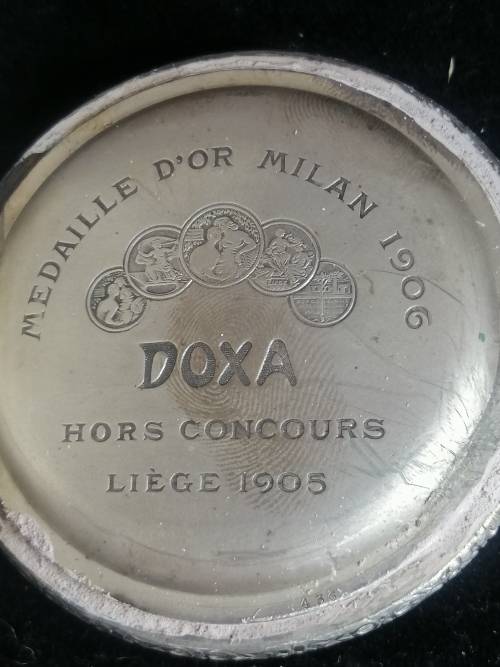 MEDAILLE D'OR MILAN 1906
DOXA
HORS CONCOURS
LIÈGE 1905